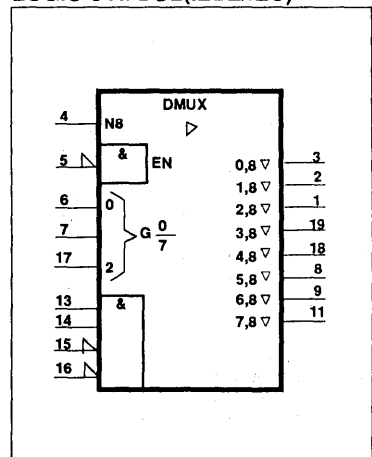 DMUX
▷
4 N8
& EN
5
6 0
7 G 0/7
17 2
13 &
14
15
16
0,8 ▽ 3
1,8 ▽ 2
2,8 ▽ 1
3,8 ▽ 19
4,8 ▽ 18
5,8 ▽ 8
6,8 ▽ 9
7,8 ▽ 11